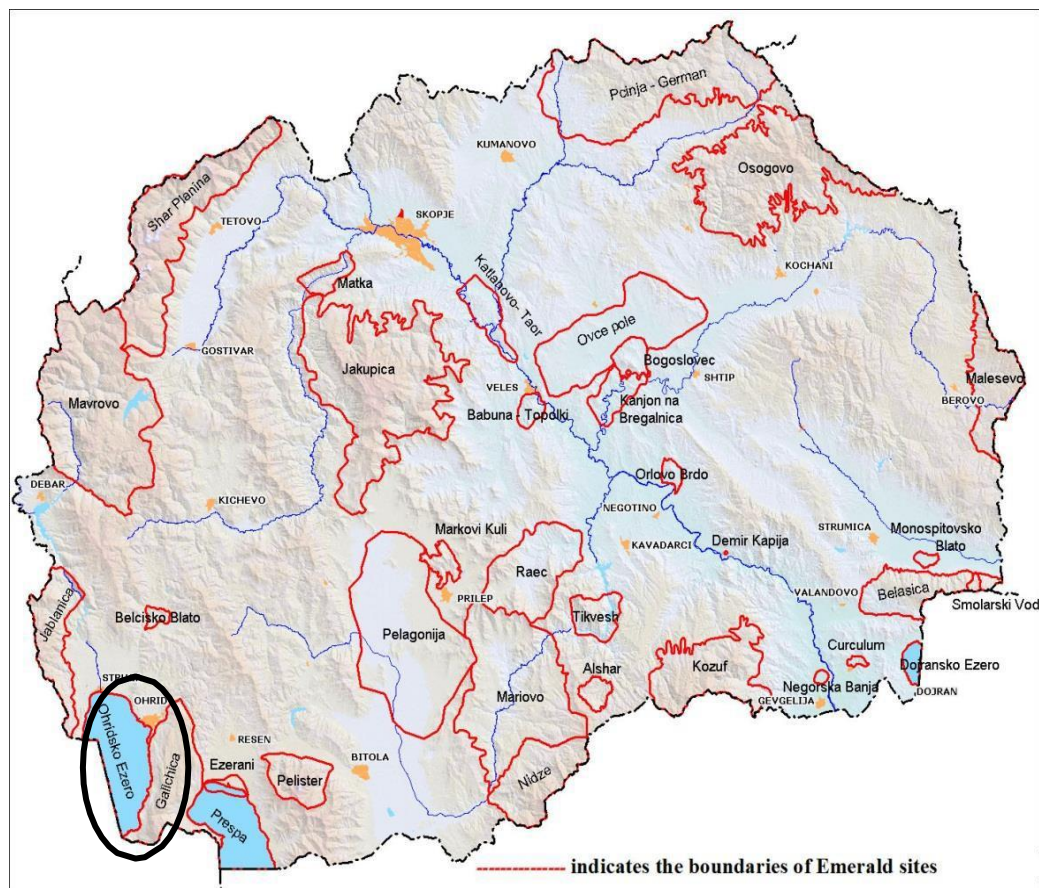 Pcinja - German
KUMANOVO
Osogovo
Shar Planina
TETOVO
SKOPJE
KOCHANI
Matka
Katlahovo- Taor
Ovce pole
GOSTIVAR
Jakupica
Bogoslovec
SHTIP
Malesevo
Mavrovo
VELES
Kanjon na
Bregalnica
BEROVO
Babuna - Topolki
DEBAR
Orlovo Brdo
KICHEVO
NEGOTINO
STRUMICA
Markovi Kuli
Monospitovsko
Blato
Demir Kapija
KAVADARCI
Raec
PRILEP
VALANDOVO
Belasica
Jablanica
Belcisko Blato
Tikvesh
Smolarski Vod
Pelagonija
Curculum
Alshar
Kozuf
Dojransko Ezero
Mariovo
Negorska Banja
DOJRAN
OHRID
GEVGELIJA
Ohridsko Ezero
Galichica
RESEN
Ezerani
BITOLA
Pelister
Nidze
Prespa
indicates the boundaries of Emerald sites